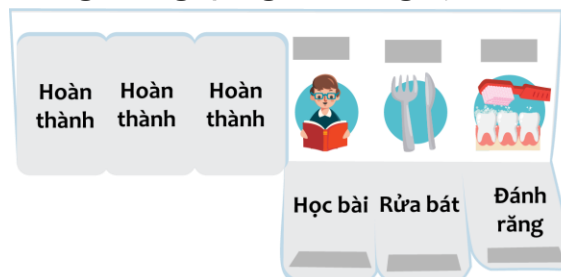 Hoàn
thành
Hoàn
thành
Hoàn
thành
Học bài
Rửa bát
Đánh
răng